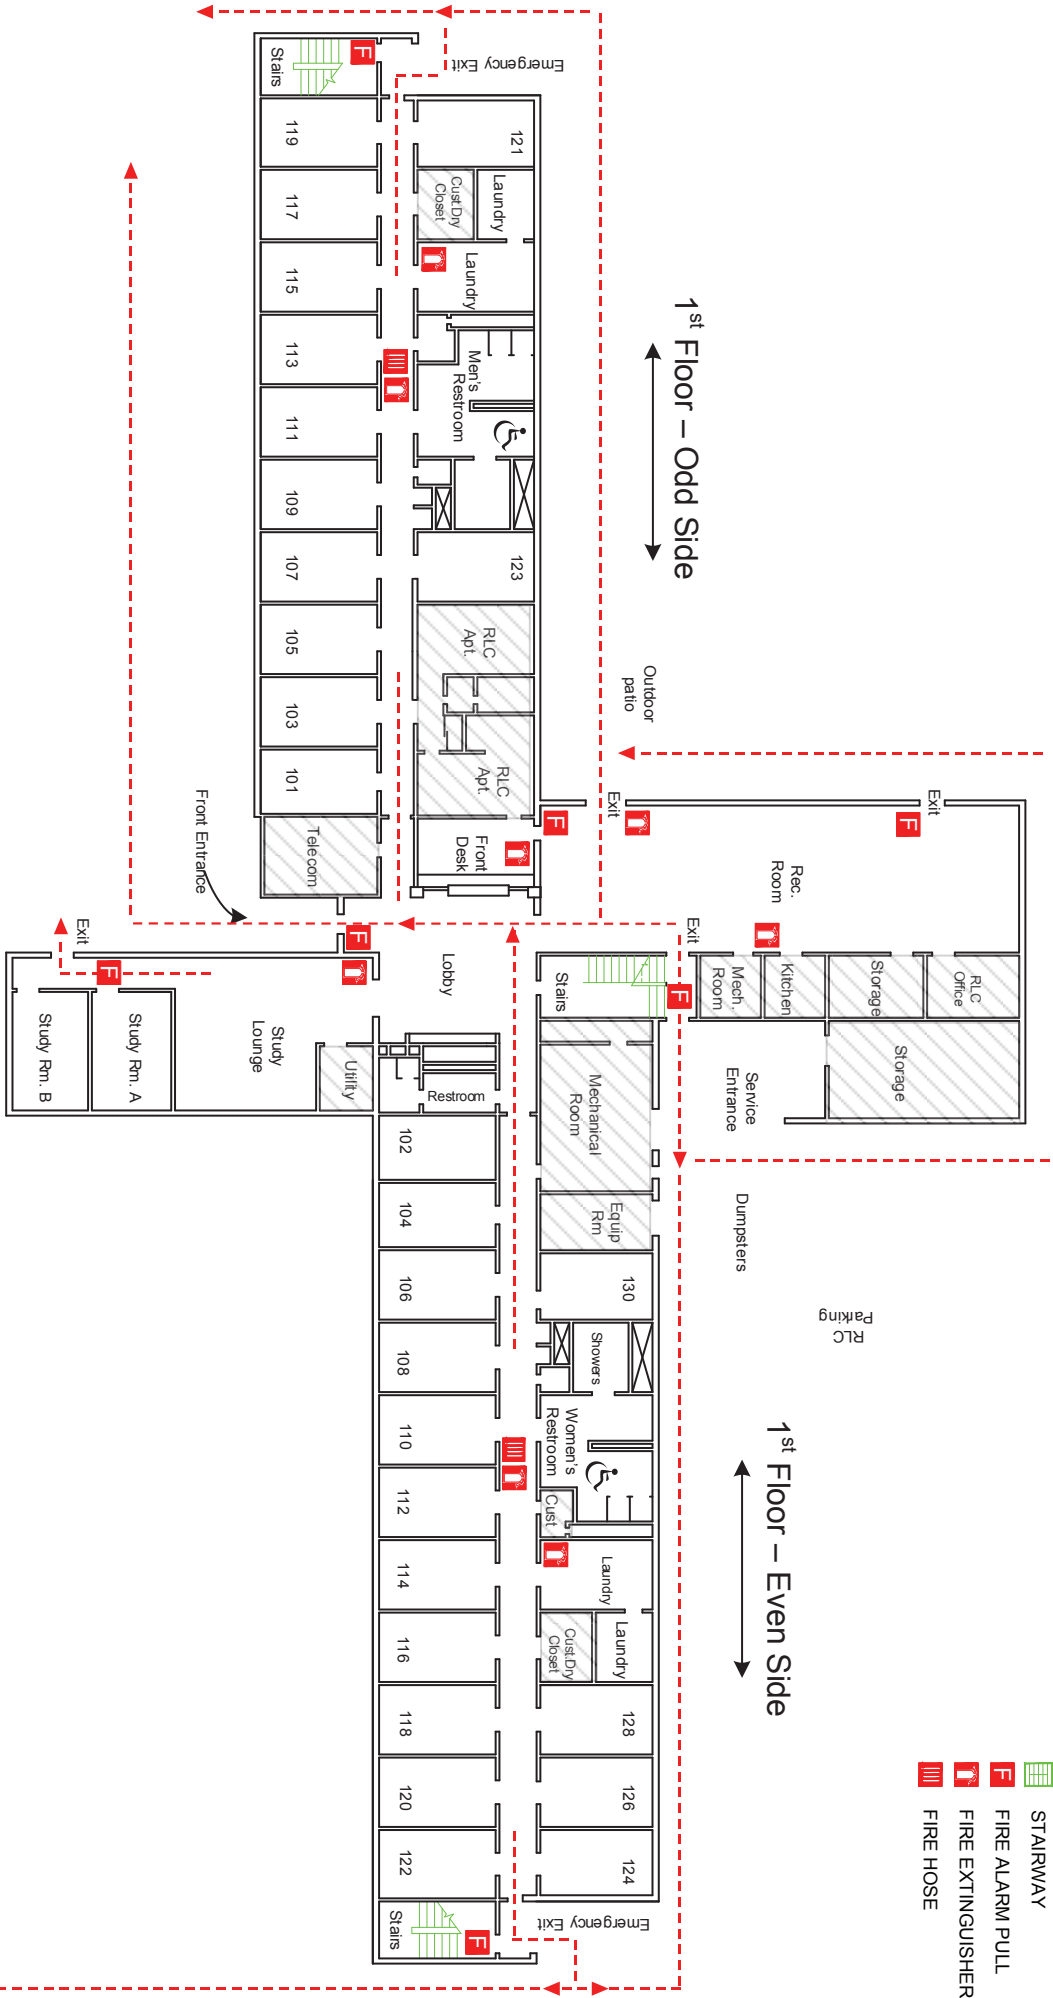 1st Floor – Odd Side
1st Floor – Even Side
STAIRWAY
F
FIRE ALARM PULL
FIRE EXTINGUISHER
FIRE HOSE
Emergency Exit
Stairs
F
119
117
115
113
111
109
107
105
103
101
Telecom
121
Cust.Dry
Closet
Laundry
Laundry
Men's
Restroom
123
RLC
Apt.
RLC
Apt.
Front
Desk
Front Entrance
Outdoor
patio
Exit
F
Exit
F
Rec.
Room
Exit
F
Mech.
Room
Kitchen
Storage
RLC
Office
Storage
Service
Entrance
Dumpsters
RLC
Parking
Lobby
F
Exit
F
Study Rm. B
Study Rm. A
Study
Lounge
Utility
Restroom
Stairs
Mechanical
Room
Equip
Rm
130
Showers
Women's
Restroom
Cust
Laundry
Laundry
Cust.Dry
Closet
128
126
124
102
104
106
108
110
112
114
116
118
120
122
Stairs
F
Emergency Exit